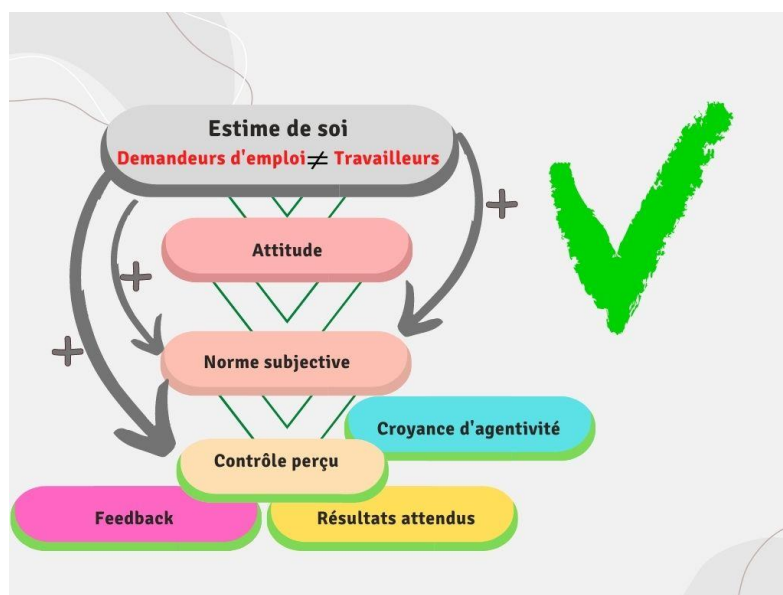 Estime de soi
Demandeurs d'emploi ≠ Travailleurs
+
Attitude
+
+
Norme subjective
Croyance d'agentivité
Contrôle perçu
Feedback
Résultats attendus